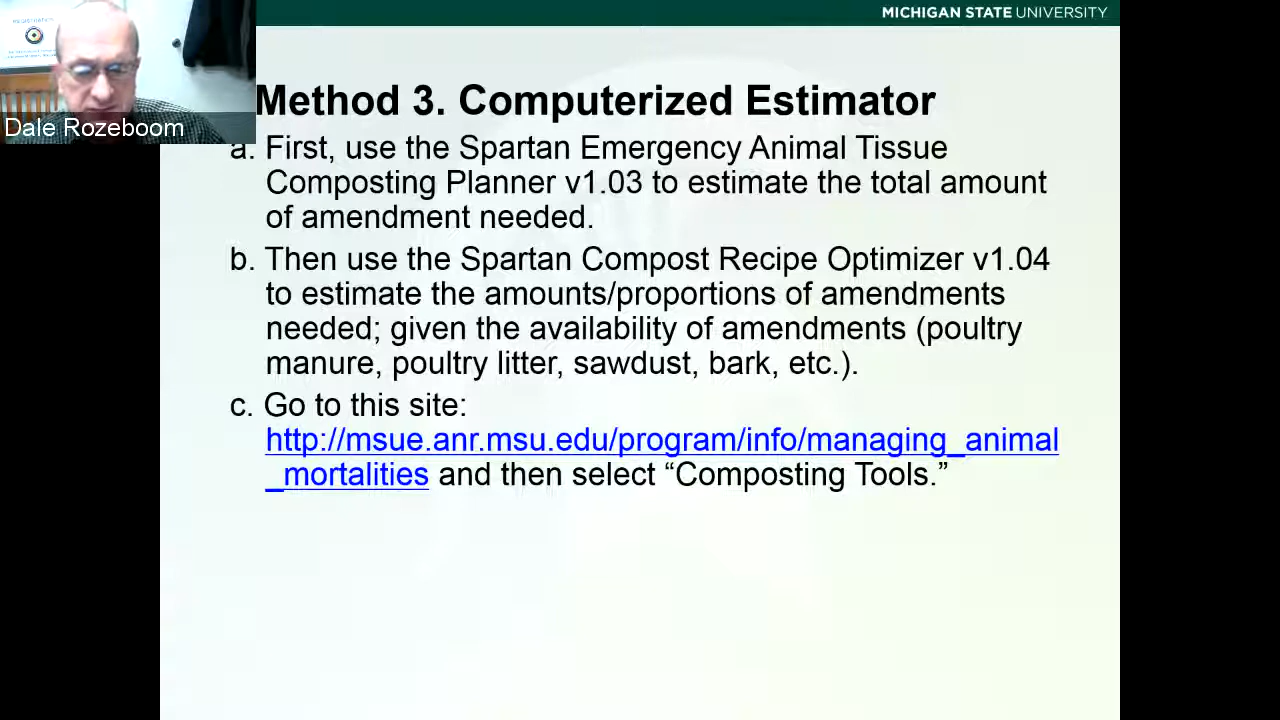 MICHIGAN STATE UNIVERSITY
Dale Rozeboom
Method 3. Computerized Estimator
a. First, use the Spartan Emergency Animal Tissue
Composting Planner v1.03 to estimate the total amount
of amendment needed.
b. Then use the Spartan Compost Recipe Optimizer v1.04
to estimate the amounts/proportions of amendments
needed; given the availability of amendments (poultry
manure, poultry litter, sawdust, bark, etc.).
c. Go to this site:
http://msue.anr.msu.edu/program/info/managing_animal
_mortalities and then select “Composting Tools.”